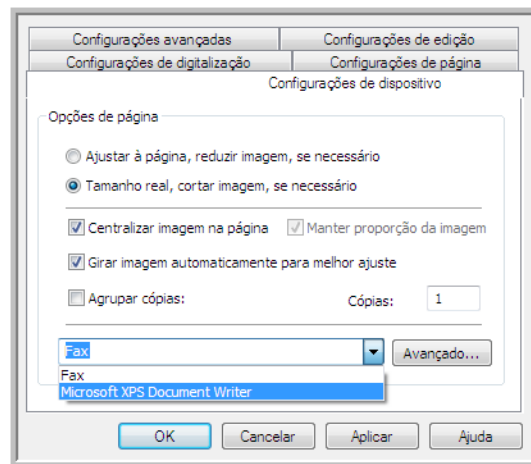 Configurações avançadas
Configurações de edição
Configurações de digitalização
Configurações de página
Configurações de dispositivo
Opções de página
Ajustar à página, reduzir imagem, se necessário
Tamanho real, cortar imagem, se necessário
Centralizar imagem na página
Manter proporção da imagem
Girar imagem automaticamente para melhor ajuste
Agrupar cópias:
Cópias:
1
Fax
Avançado...
Fax
Microsoft XPS Document Writer
OK
Cancelar
Aplicar
Ajuda